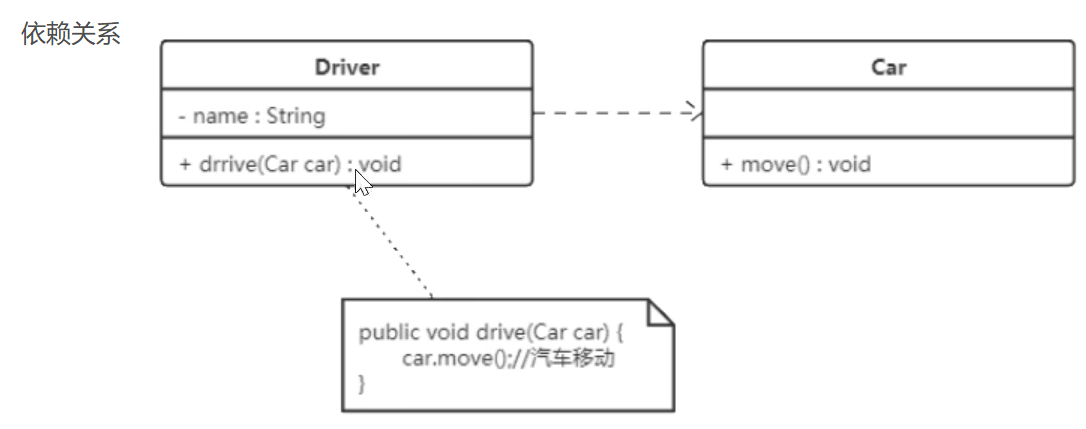 依赖关系
Driver
- name : String
+ drrive(Car car) : void
Car
+ move() : void
public void drive(Car car) {
car.move();//汽车移动
}